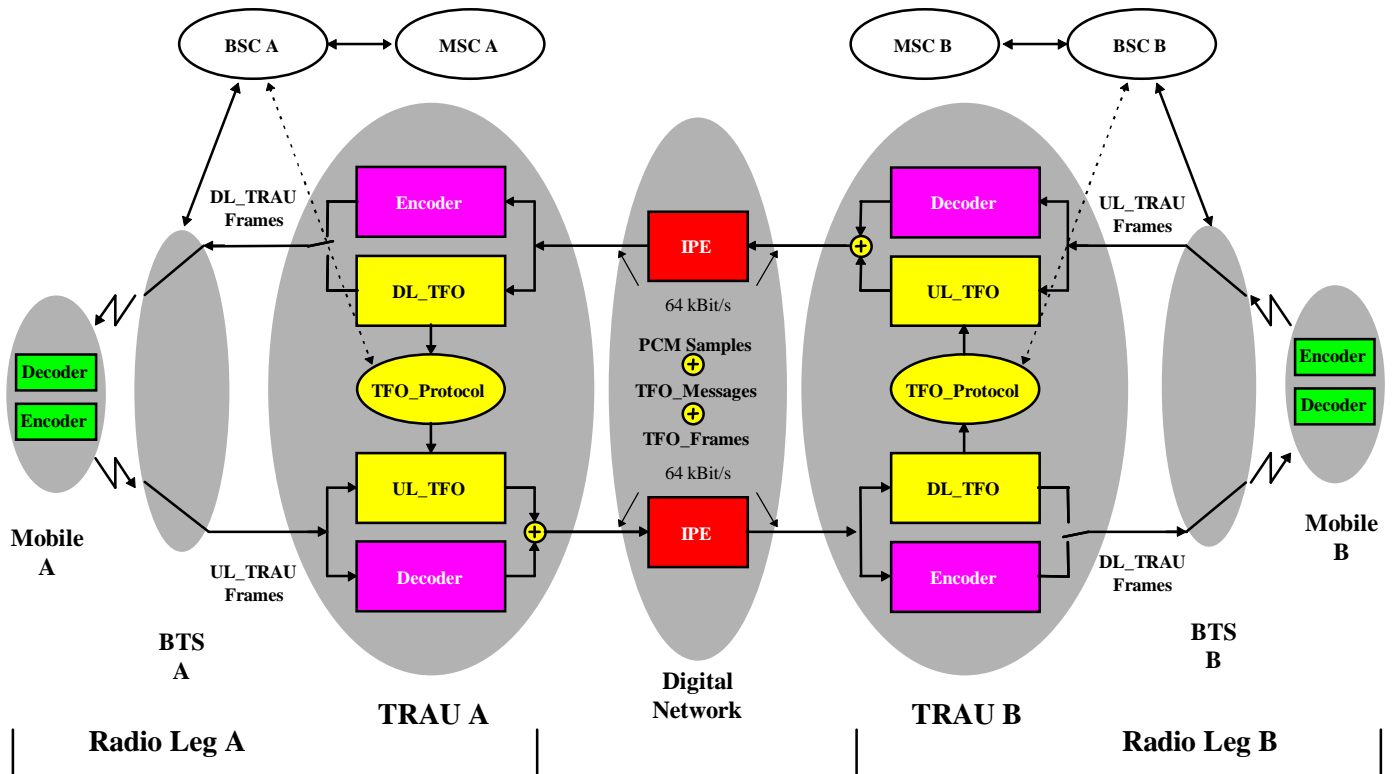 BSC A
MSC A
MSC B
BSC B
DL_TRAU
Frames
Encoder
Decoder
UL_TRAU
Frames
IPE
DL_TFO
UL_TFO
64 kBit/s
PCM Samples
+
TFO_Messages
+
TFO_Frames
64 kBit/s
TFO_Protocol
TFO_Protocol
Decoder
Encoder
Encoder
Decoder
UL_TFO
DL_TFO
+
+
IPE
Decoder
Encoder
Mobile
A
Mobile
B
UL_TRAU
Frames
DL_TRAU
Frames
BTS
A
BTS
B
Digital
Network
TRAU A
TRAU B
Radio Leg A
Radio Leg B